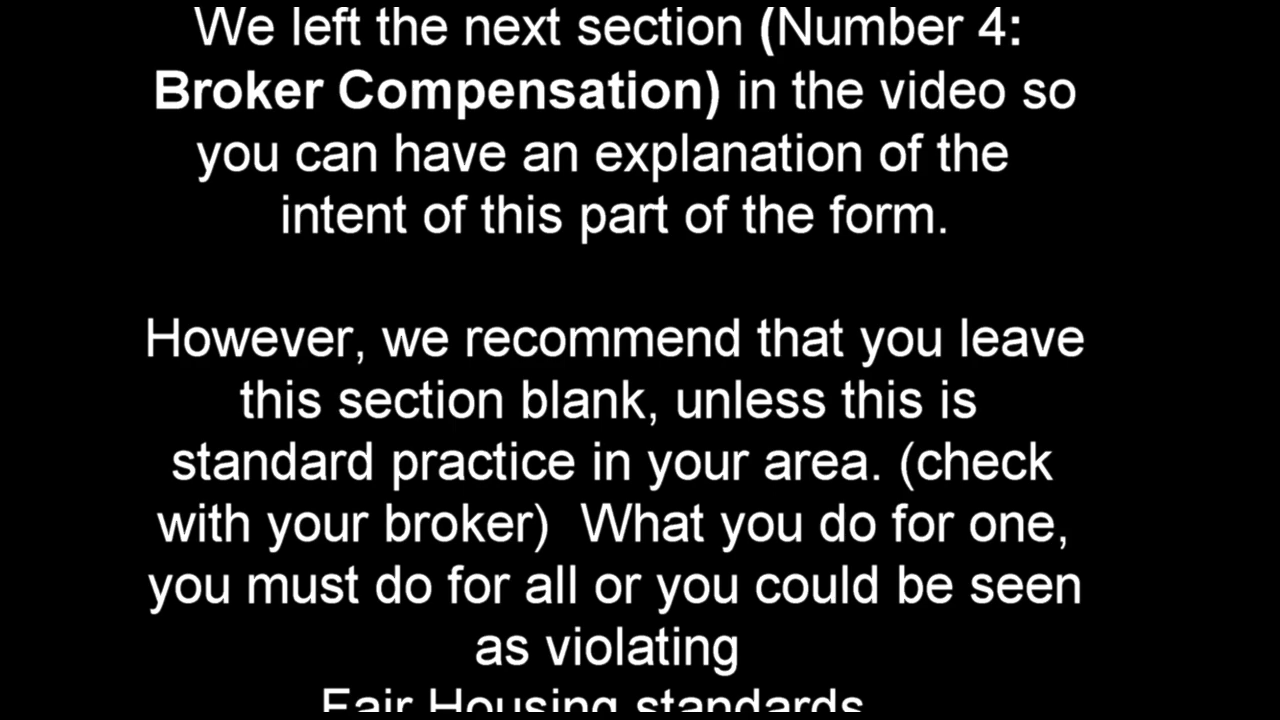 We left the next section (Number 4:
Broker Compensation) in the video so
you can have an explanation of the
intent of this part of the form.
However, we recommend that you leave
this section blank, unless this is
standard practice in your area. (check
with your broker)  What you do for one,
you must do for all or you could be seen
as violating
Fair Housing standards